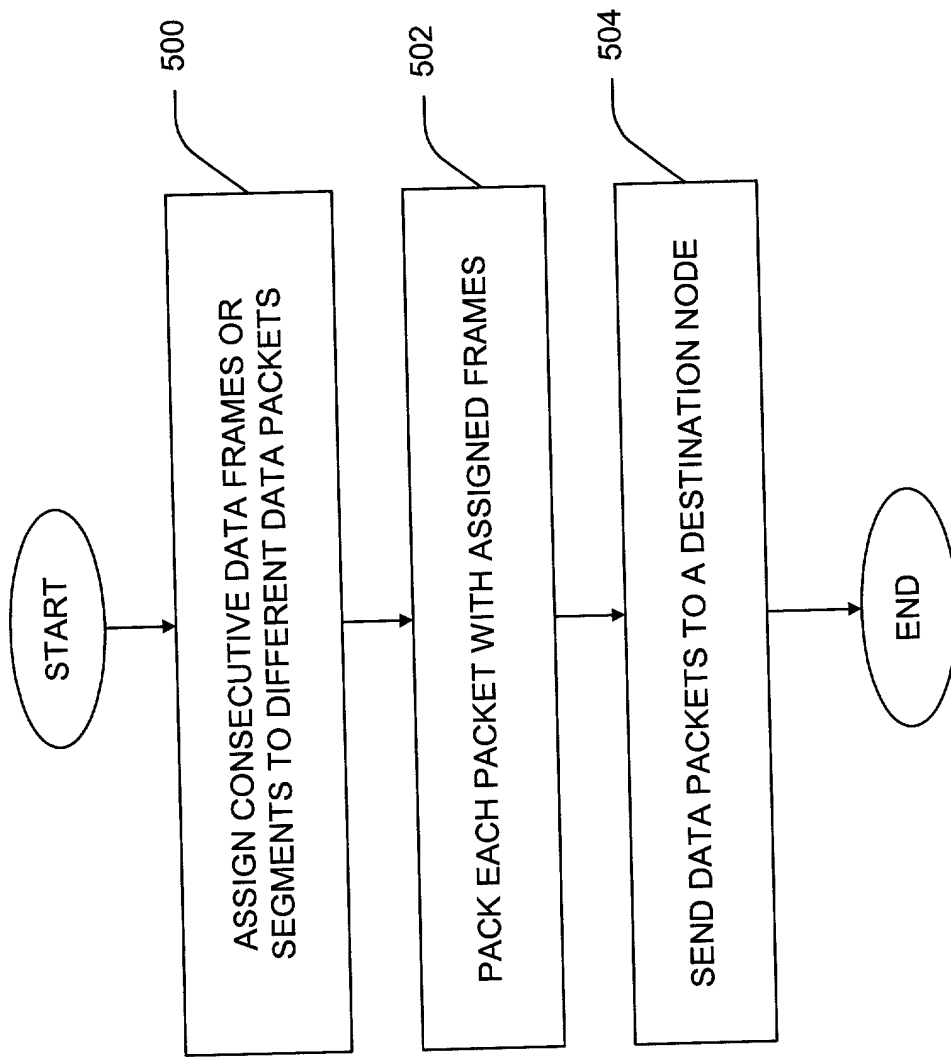 START
ASSIGN CONSECUTIVE DATA FRAMES OR
SEGMENTS TO DIFFERENT DATA PACKETS
500
PACK EACH PACKET WITH ASSIGNED FRAMES
502
SEND DATA PACKETS TO A DESTINATION NODE
504
END